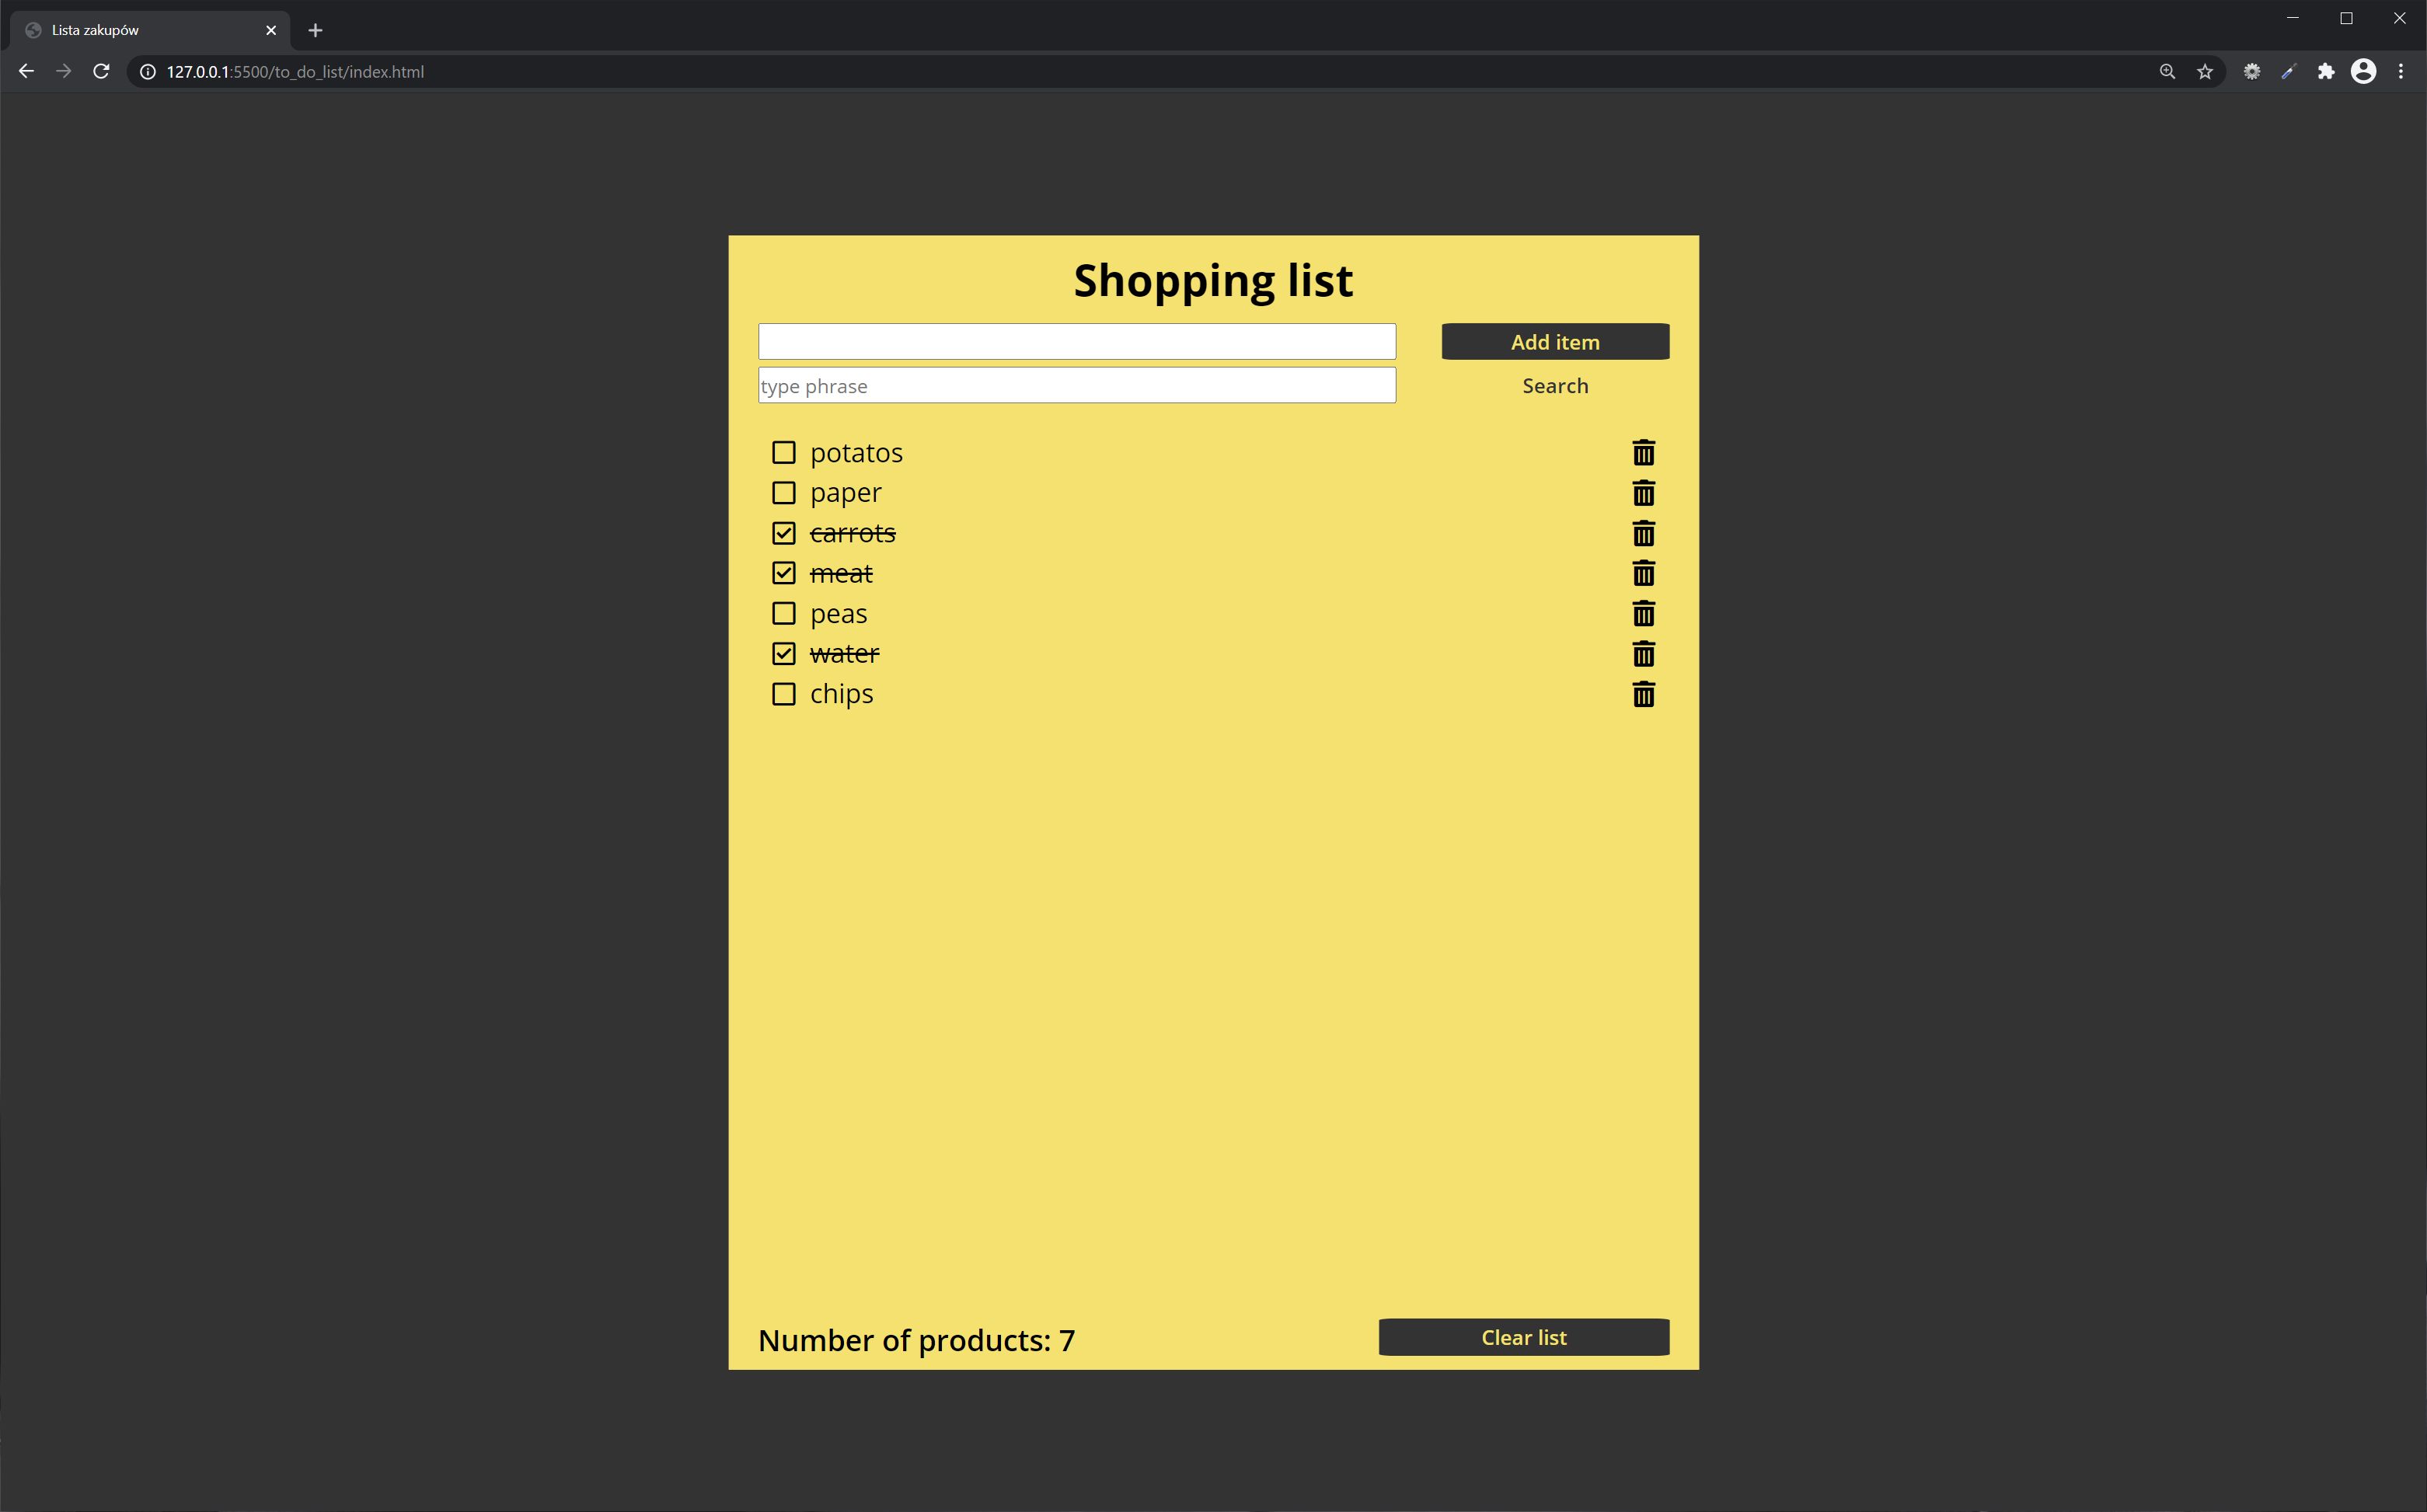 Lista zakupów
127.0.0.1:5500/to_do_list/index.html
Shopping list
Add item
type phrase
Search
potatos
paper
carrots
meat
peas
water
chips
Number of products: 7
Clear list